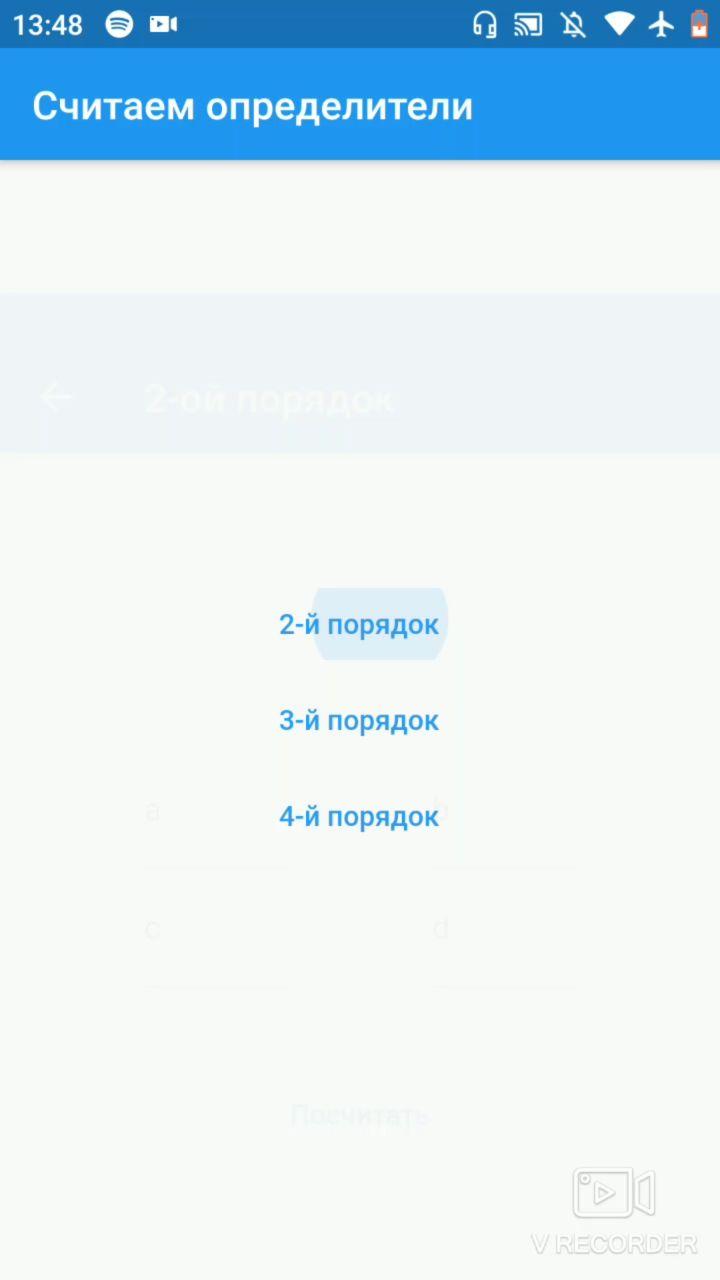 13:48
Считаем определители
2-ой порядок
2-й порядок
3-й порядок
a b
4-й порядок
c d
Посчитать
V RECORDER